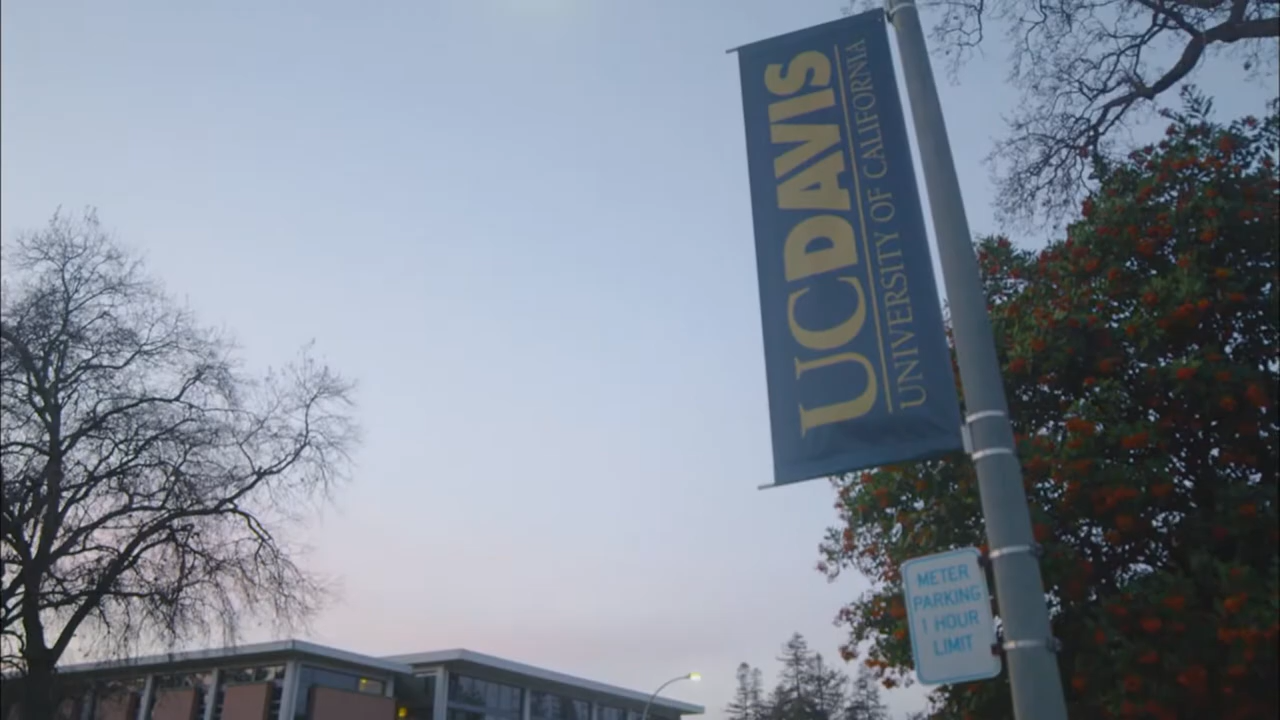 UCDAVIS
UNIVERSITY OF CALIFORNIA
METER
PARKING
1 HOUR
LIMIT